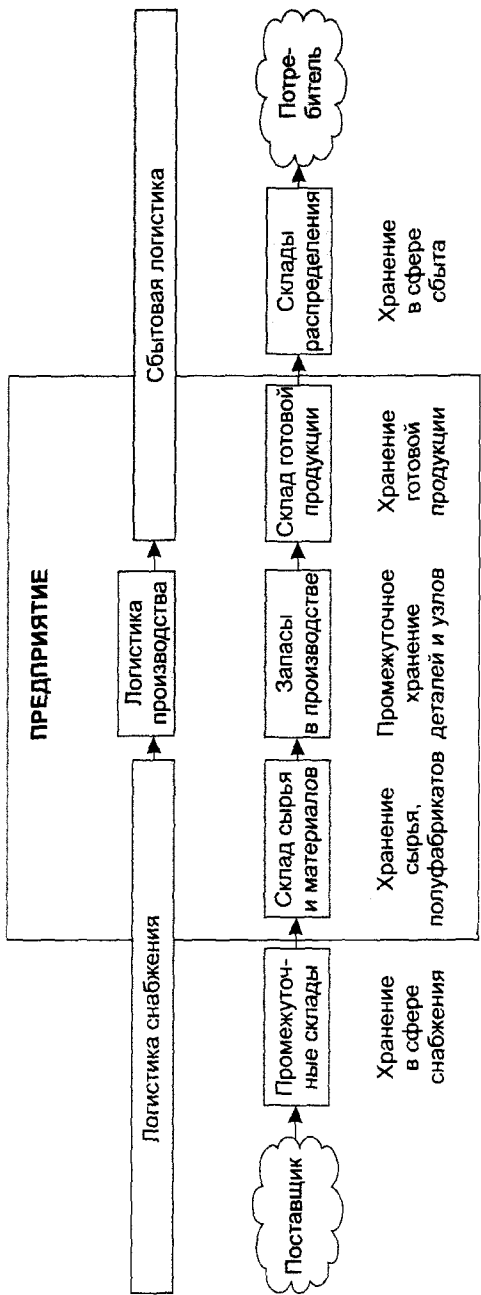 ПРЕДПРИЯТИЕ
Логистика снабжения
Логистика
производства
Сбытовая логистика
Поставщик
Промежуточ-
ные склады
Склад сырья
и материалов
Запасы
в производстве
Склад готовой
продукции
Склады
распределения
Потре-
битель
Хранение
в сфере
снабжения
Хранение
сырья,
полуфабрикатов
Промежуточное
хранение
деталей и узлов
Хранение
готовой
продукции
Хранение
в сфере
сбыта